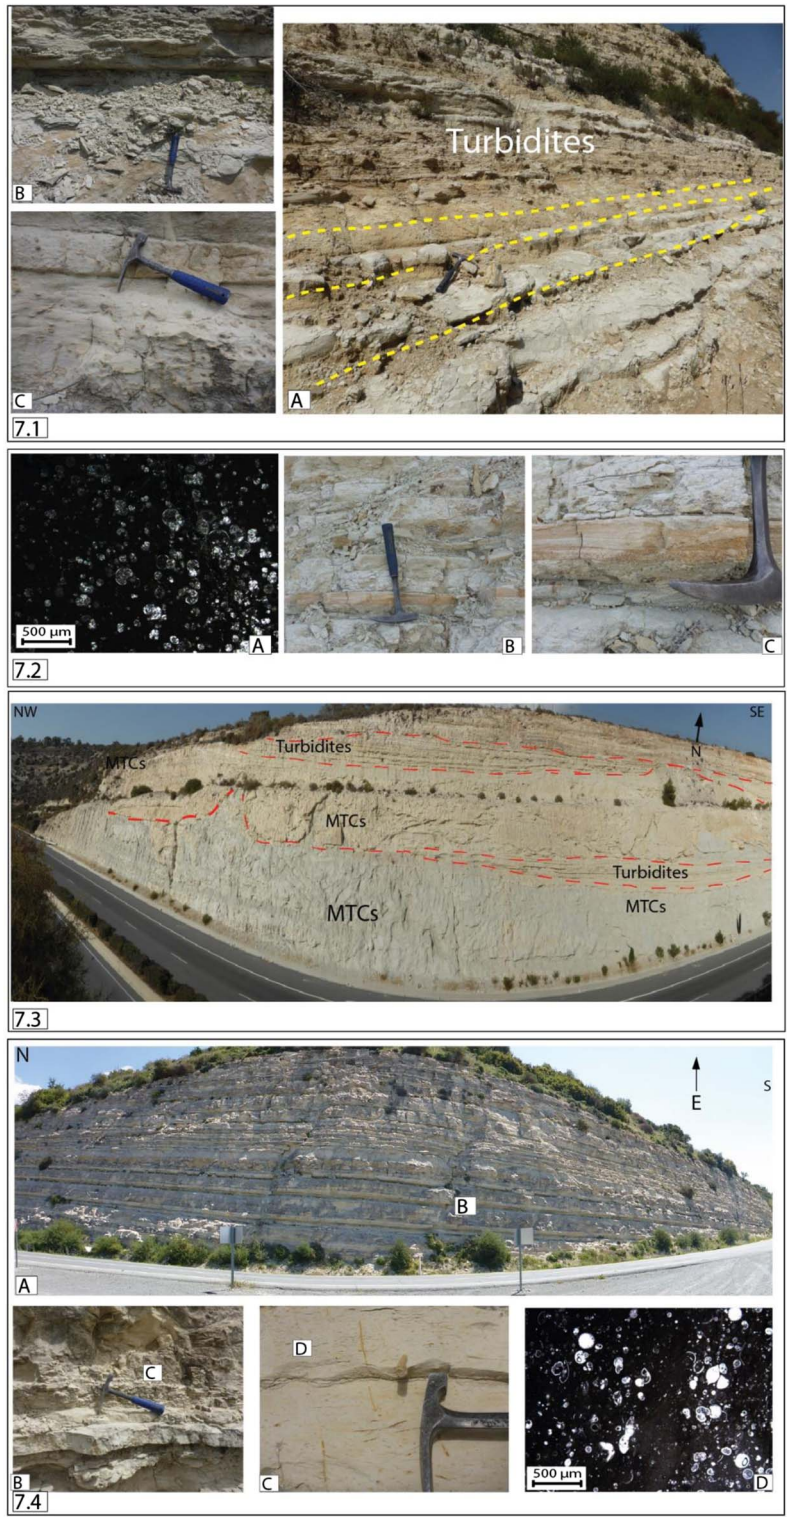 Turbidites
B
C
A
7.1
500 µm
A
B
C
7.2
NW
SE
N
MTCs
Turbidites
MTCs
Turbidites
MTCs
MTCs
7.3
N
E
S
B
A
C
B
D
C
500 µm
D
7.4